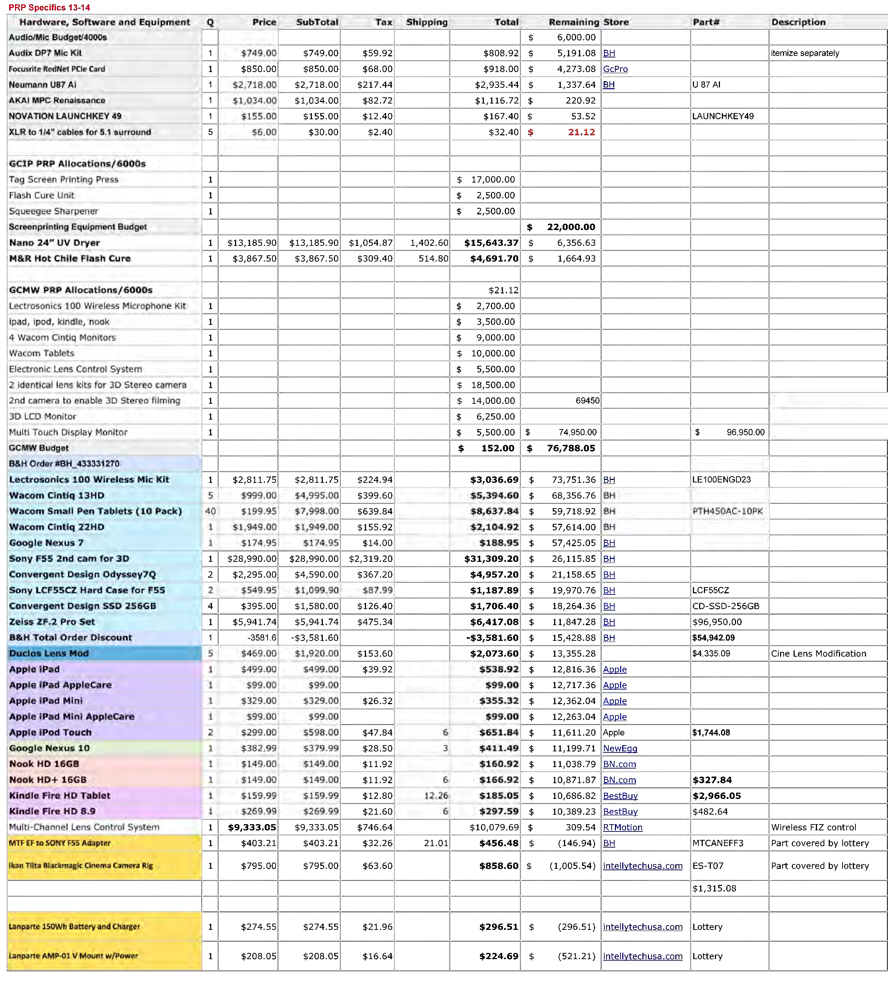 PRP Specifics 13-14
Hardware, Software and Equipment Q Price SubTotal Tax Shipping Total Remaining Store Part# Description
Audio/Mic Budget/4000s $ 6,000.00
Audix DP7 Mic Kit 1 $749.00 $749.00 $59.92 $808.92 $ 5,191.08 BH itemize separately
Focusrite RedNet PCIe Card 1 $850.00 $850.00 $68.00 $918.00 $ 4,273.08 GcPro
Neumann U87 Ai 1 $2,718.00 $2,718.00 $217.44 $2,935.44 $ 1,337.64 BH U 87 AI
AKAI MPC Renaissance 1 $1,034.00 $1,034.00 $82.72 $1,116.72 $ 220.92
NOVATION LAUNCHKEY 49 1 $155.00 $155.00 $12.40 $167.40 $ 53.52 LAUNCHKEY49
XLR to 1/4" cables for 5.1 surround 5 $6.00 $30.00 $2.40 $32.40 $ 21.12
GCIP PRP Allocations/6000s
Tag Screen Printing Press 1 $ 17,000.00
Flash Cure Unit 1 $ 2,500.00
Squeegee Sharpener 1 $ 2,500.00
Screenprinting Equipment Budget $ 22,000.00
Nano 24" UV Dryer 1 $13,185.90 $13,185.90 $1,054.87 1,402.60 $15,643.37 $ 6,356.63
M&R Hot Chile Flash Cure 1 $3,867.50 $3,867.50 $309.40 514.80 $4,691.70 $ 1,664.93
GCMW PRP Allocations/6000s $21.12
Lectrosonics 100 Wireless Microphone Kit 1 $ 2,700.00
ipad, ipod, kindle, nook 1 $ 3,500.00
4 Wacom Cintiq Monitors 1 $ 9,000.00
Wacom Tablets 1 $ 10,000.00
Electronic Lens Control System 1 $ 5,500.00
2 identical lens kits for 3D Stereo camera 1 $ 18,500.00
2nd camera to enable 3D Stereo filming 1 $ 14,000.00 69450
3D LCD Monitor 1 $ 6,250.00
Multi Touch Display Monitor 1 $ 5,500.00 $ 74,950.00 $ 96,950.00
GCMW Budget $ 152.00 $ 76,788.05
B&H Order #BH_433331270
Lectrosonics 100 Wireless Mic Kit 1 $2,811.75 $2,811.75 $224.94 $3,036.69 $ 73,751.36 BH LE100ENGD23
Wacom Cintiq 13HD 5 $999.00 $4,995.00 $399.60 $5,394.60 $ 68,356.76 BH
Wacom Small Pen Tablets (10 Pack) 40 $199.95 $7,998.00 $639.84 $8,637.84 $ 59,718.92 BH PTH450AC-10PK
Wacom Cintiq 22HD 1 $1,949.00 $1,949.00 $155.92 $2,104.92 $ 57,614.00 BH
Google Nexus 7 1 $174.95 $174.95 $14.00 $188.95 $ 57,425.05 BH
Sony F55 2nd cam for 3D 1 $28,990.00 $28,990.00 $2,319.20 $31,309.20 $ 26,115.85 BH
Convergent Design Odyssey7Q 2 $2,295.00 $4,590.00 $367.20 $4,957.20 $ 21,158.65 BH
Sony LCF55CZ Hard Case for F55 2 $549.95 $1,099.90 $87.99 $1,187.89 $ 19,970.76 BH LCF55CZ
Convergent Design SSD 256GB 4 $395.00 $1,580.00 $126.40 $1,706.40 $ 18,264.36 BH CD-SSD-256GB
Zeiss ZF.2 Pro Set 1 $5,941.74 $5,941.74 $475.34 $6,417.08 $ 11,847.28 BH $96,950.00
B&H Total Order Discount 1 -3581.6 -$3,581.60 -$3,581.60 $ 15,428.88 BH $54,942.09
Duclos Lens Mod 5 $469.00 $1,920.00 $153.60 $2,073.60 $ 13,355.28 $4,335.09 Cine Lens Modification
Apple iPad 1 $499.00 $499.00 $39.92 $538.92 $ 12,816.36 Apple
Apple iPad AppleCare 1 $99.00 $99.00 $99.00 $ 12,717.36 Apple
Apple iPad Mini 1 $329.00 $329.00 $26.32 $355.32 $ 12,362.04 Apple
Apple iPad Mini AppleCare 1 $99.00 $99.00 $99.00 $ 12,263.04 Apple
Apple iPod Touch 2 $299.00 $598.00 $47.84 6 $651.84 $ 11,611.20 Apple $1,744.08
Google Nexus 10 1 $382.99 $379.99 $28.50 3 $411.49 $ 11,199.71 NewEgg
Nook HD 16GB 1 $149.00 $149.00 $11.92 $160.92 $ 11,038.79 BN.com
Nook HD+ 16GB 1 $149.00 $149.00 $11.92 6 $166.92 $ 10,871.87 BN.com $327.84
Kindle Fire HD Tablet 1 $159.99 $159.99 $12.80 12.26 $185.05 $ 10,686.82 BestBuy $2,966.05
Kindle Fire HD 8.9 1 $269.99 $269.99 $21.60 6 $297.59 $ 10,389.23 BestBuy $482.64
Multi-Channel Lens Control System 1 $9,333.05 $9,333.05 $746.64 $10,079.69 $ 309.54 RTMotion Wireless FIZ control
MTF EF to SONY F55 Adapter 1 $403.21 $403.21 $32.26 21.01 $456.48 $ (146.94) BH MTCANEFF3 Part covered by lottery
ikan Tilta Blackmagic Cinema Camera Rig 1 $795.00 $795.00 $63.60 $858.60 $ (1,005.54) intellytechusa.com ES-T07 Part covered by lottery
$1,315.08
Lanparte 150Wh Battery and Charger 1 $274.55 $274.55 $21.96 $296.51 $ (296.51) intellytechusa.com Lottery
Lanparte AMP-01 V Mount w/Power 1 $208.05 $208.05 $16.64 $224.69 $ (521.21) intellytechusa.com Lottery